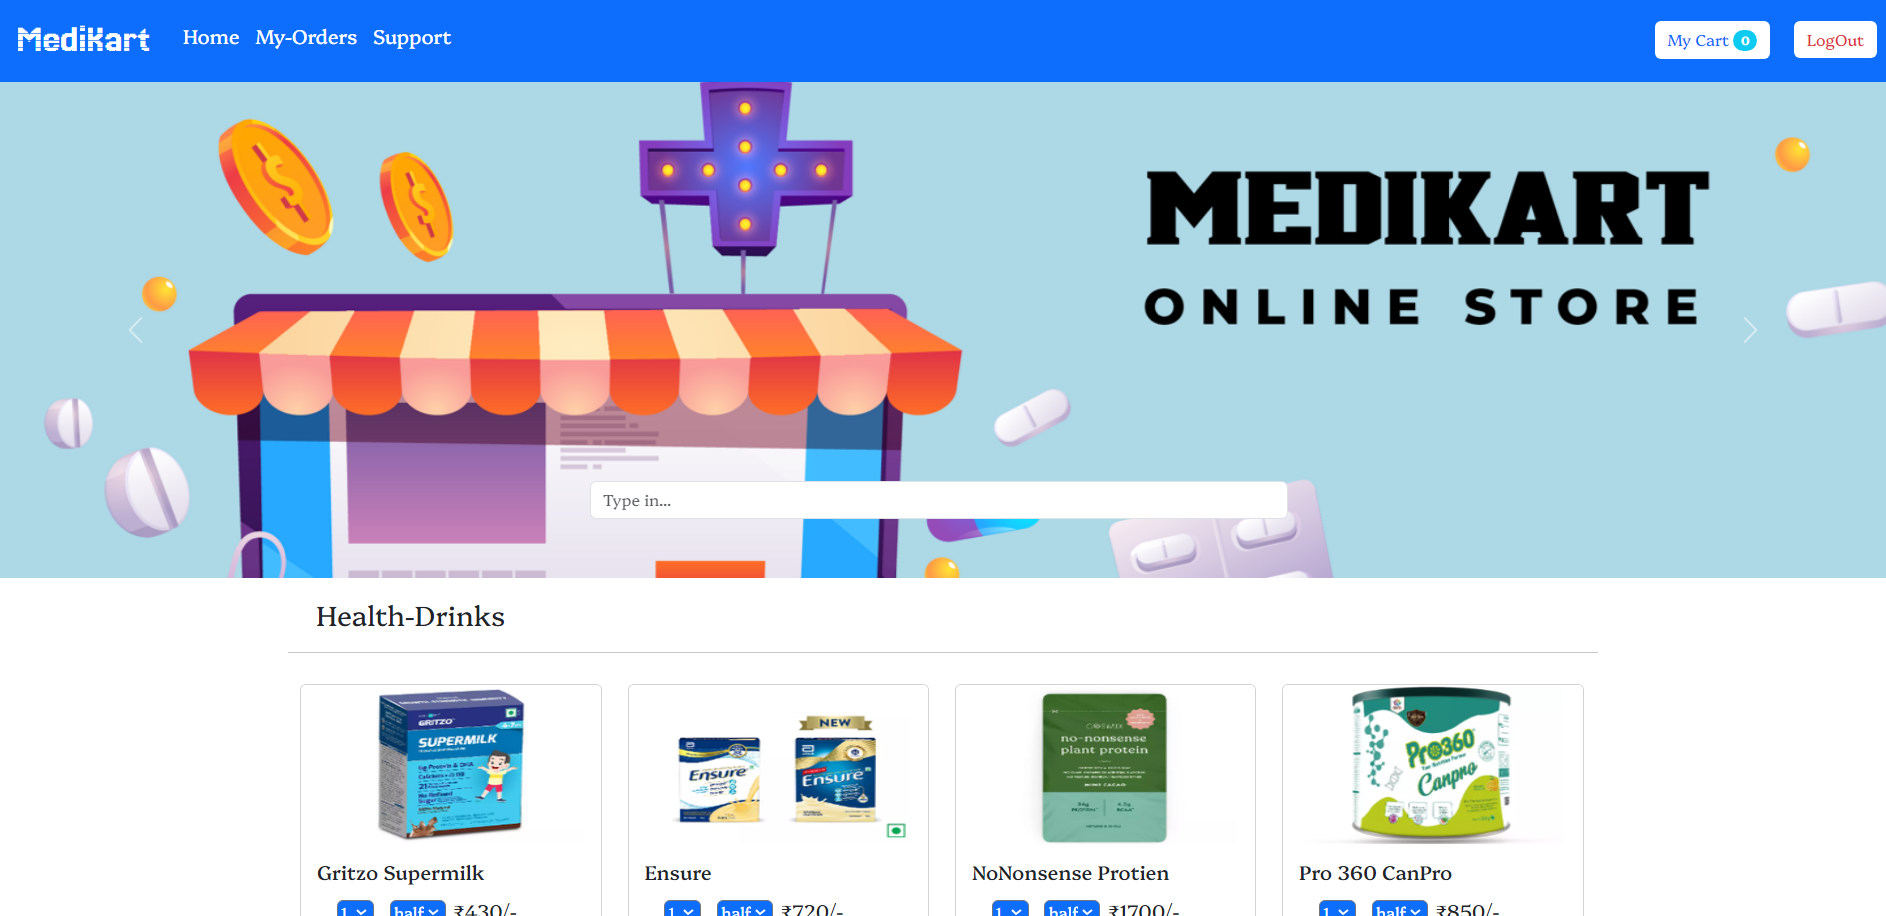 MediKart Home My-Orders Support My Cart 0 LogOut
MEDIKART
ONLINE STORE
Type in...
Health-Drinks
GRITZO
SUPERMILK
NEW
Ensure
Ensure
no-nonsense
plant protein
MINT CACAO
Pro360
Canpro
Gritzo Supermilk
1 half ₹430/-
Ensure
1 half ₹720/-
NoNonsense Protien
1 half ₹1700/-
Pro 360 CanPro
1 half ₹850/-